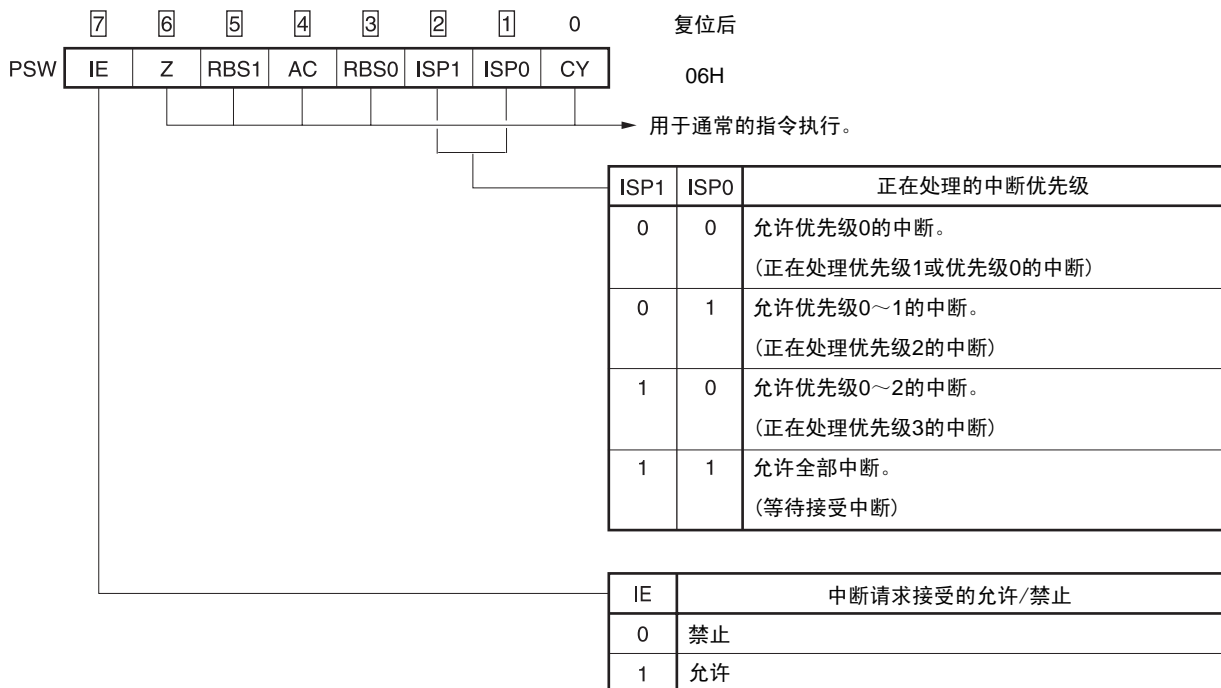 7 6 5 4 3 2 1 0 复位后
PSW IE Z RBS1 AC RBS0 ISP1 ISP0 CY 06H
用于通常的指令执行。
ISP1 ISP0 正在处理的中断优先级
0 0 允许优先级0的中断。
(正在处理优先级1或优先级0的中断)
0 1 允许优先级0～1的中断。
(正在处理优先级2的中断)
1 0 允许优先级0～2的中断。
(正在处理优先级3的中断)
1 1 允许全部中断。
(等待接受中断)
IE 中断请求接受的允许/禁止
0 禁止
1 允许